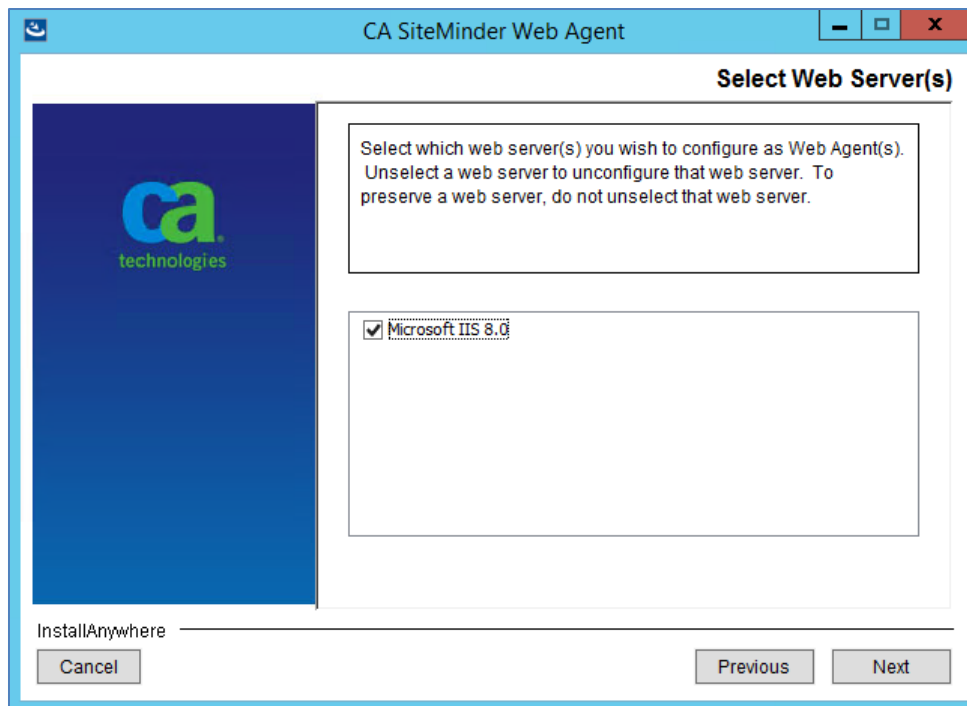 CA SiteMinder Web Agent
Select Web Server(s)
ca
technologies
Select which web server(s) you wish to configure as Web Agent(s).
Unselect a web server to unconfigure that web server. To
preserve a web server, do not unselect that web server.
Microsoft IIS 8.0
InstallAnywhere
Cancel
Previous
Next